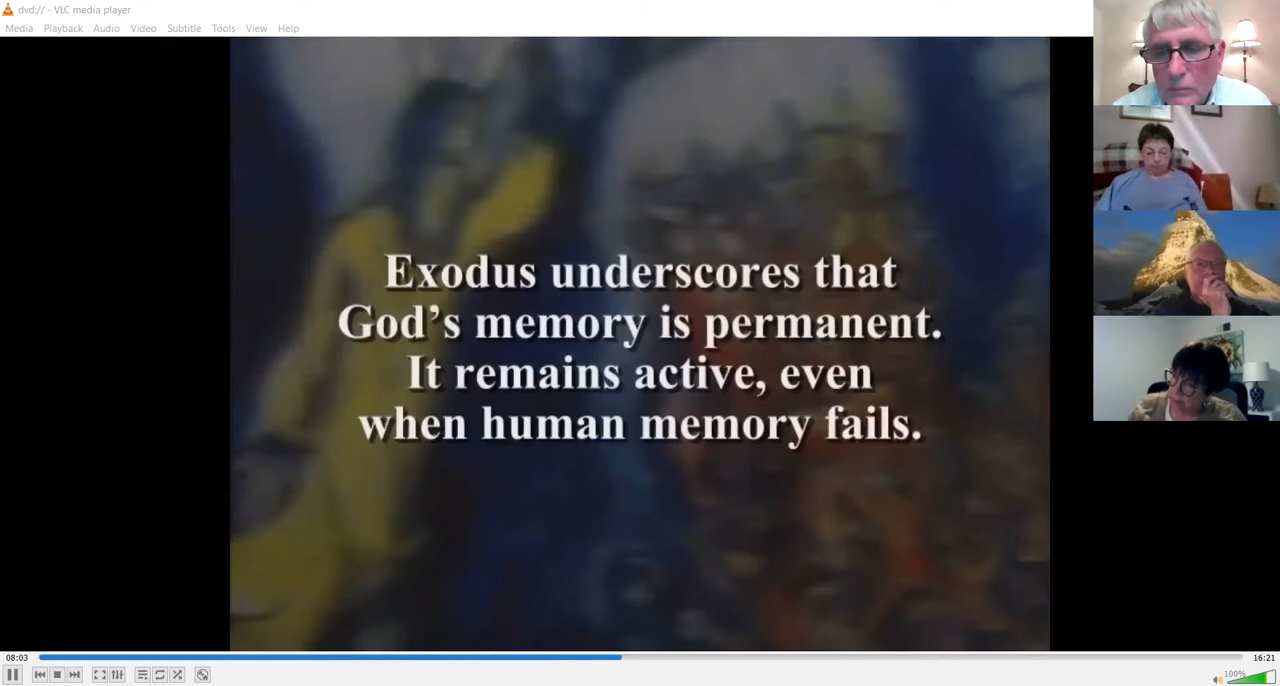 dvd:// - VLC media player
Media Playback Audio Video Subtitle Tools View Help
Exodus underscores that
God’s memory is permanent.
It remains active, even
when human memory fails.
08:03
16:21
100%